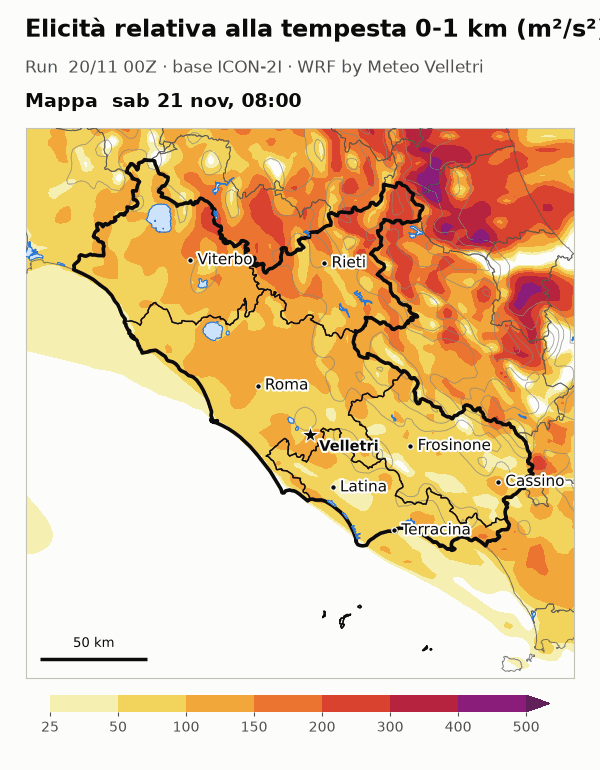 Elicità relativa alla tempesta 0-1 km (m²/s²)
Run  20/11 00Z · base ICON-2I · WRF by Meteo Velletri
Mappa  sab 21 nov, 08:00
Viterbo
Rieti
Roma
Velletri
Frosinone
Cassino
Latina
Terracina
50 km
25 50 100 150 200 300 400 500